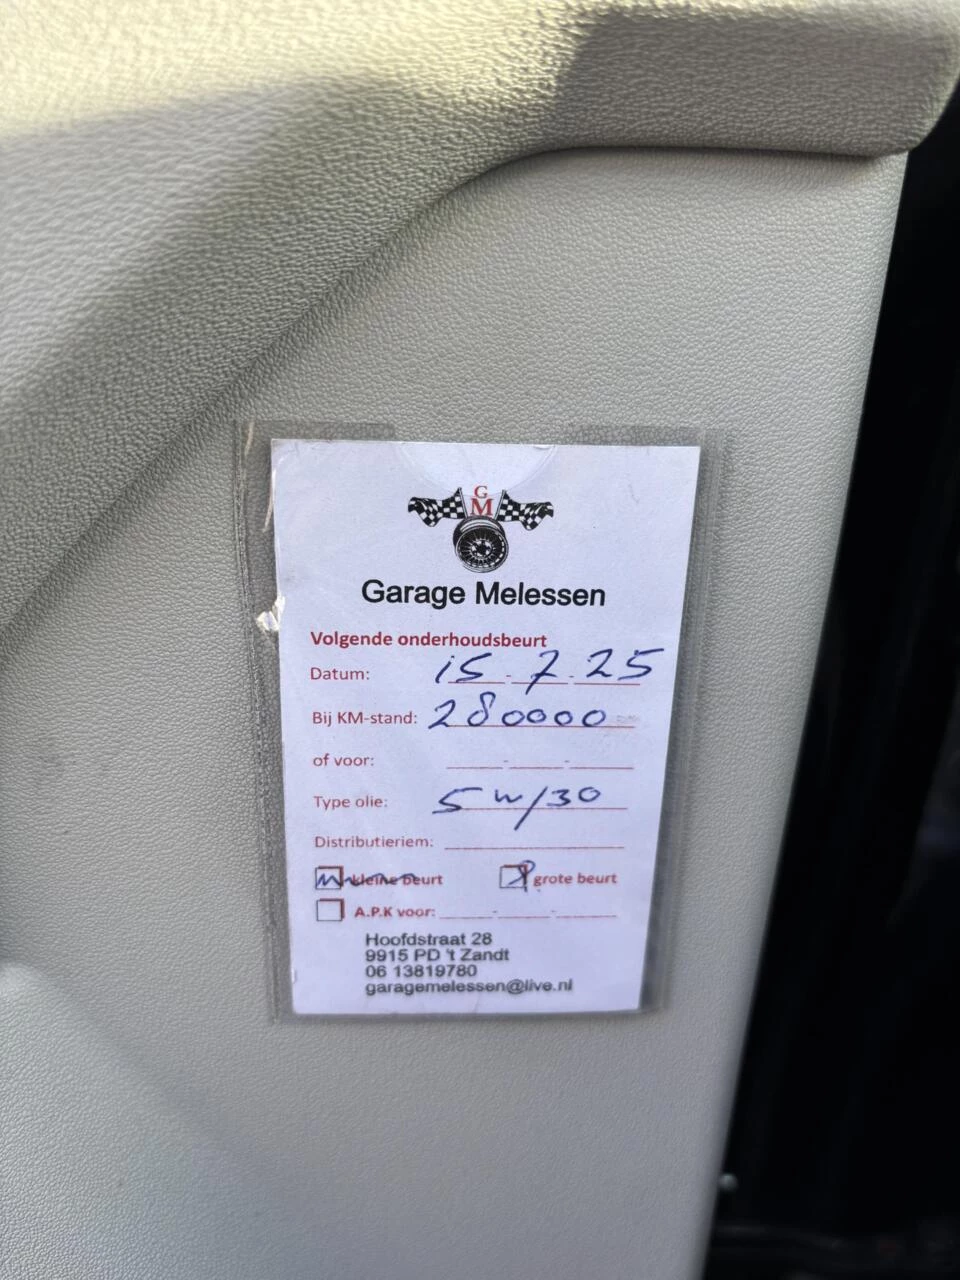 G
M
Garage Melessen
Volgende onderhoudsbeurt
Datum: 15-7-25
Bij KM-stand: 280000
of voor:
Type olie: 5w/30
Distributieriem:
kleine beurt grote beurt
A.P.K voor:
Hoofdstraat 28
9915 PD 't Zandt
06 13819780
garagemelessen@live.nl